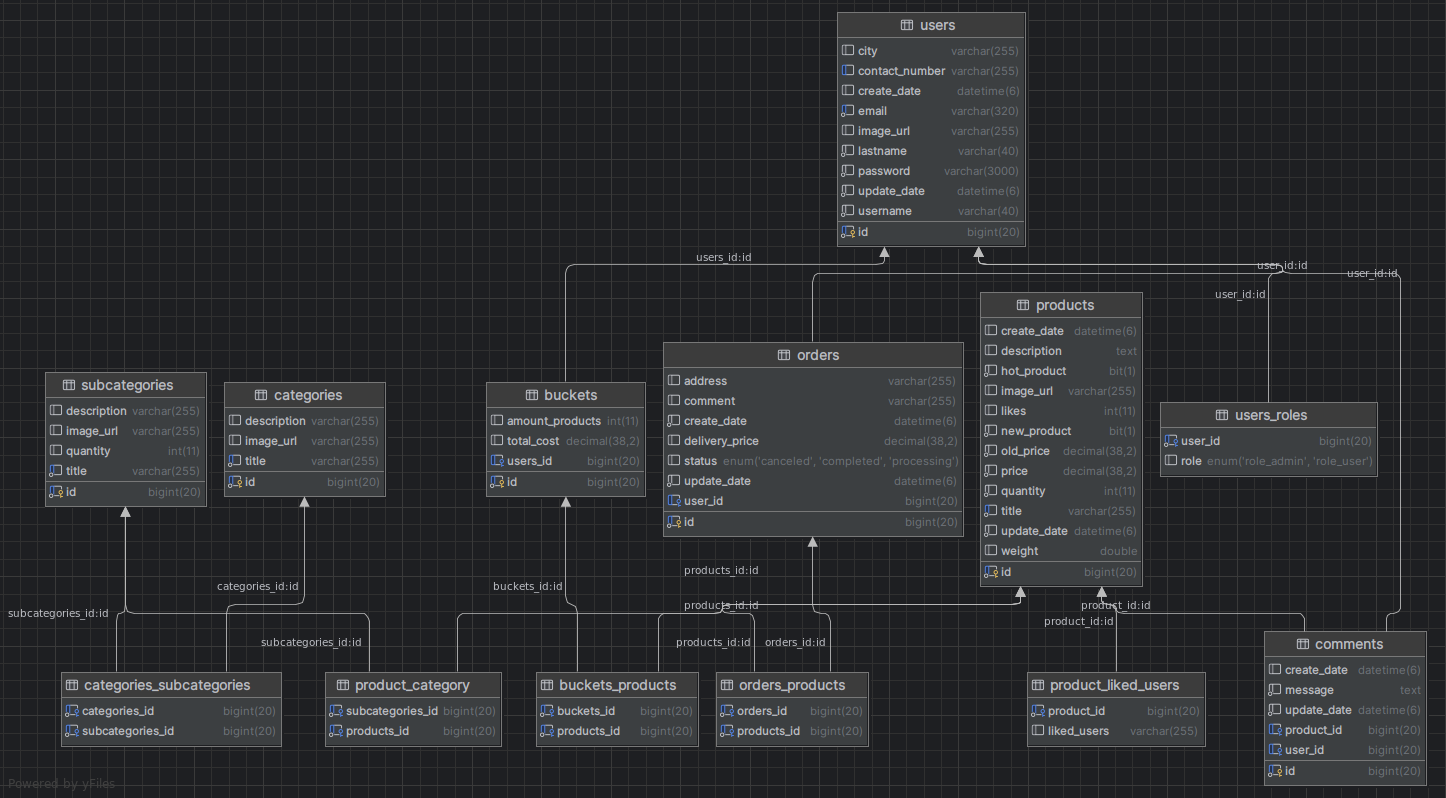 users
city varchar(255)
contact_number varchar(255)
create_date datetime(6)
email varchar(320)
image_url varchar(255)
lastname varchar(40)
password varchar(3000)
update_date datetime(6)
username varchar(40)
id bigint(20)
users_id:id
user_id:id
user_id:id
user_id:id
products
create_date datetime(6)
description text
hot_product bit(1)
image_url varchar(255)
likes int(11)
new_product bit(1)
old_price decimal(38,2)
price decimal(38,2)
quantity int(11)
title varchar(255)
update_date datetime(6)
weight double
id bigint(20)
orders
address varchar(255)
comment varchar(255)
create_date datetime(6)
delivery_price decimal(38,2)
status enum('canceled', 'completed', 'processing')
update_date datetime(6)
user_id bigint(20)
id bigint(20)
subcategories
description varchar(255)
image_url varchar(255)
quantity int(11)
title varchar(255)
id bigint(20)
categories
description varchar(255)
image_url varchar(255)
title varchar(255)
id bigint(20)
buckets
amount_products int(11)
total_cost decimal(38,2)
users_id bigint(20)
id bigint(20)
users_roles
user_id bigint(20)
role enum('role_admin', 'role_user')
products_id:id
categories_id:id
buckets_id:id
products_id:id
product_id:id
subcategories_id:id
product_id:id
subcategories_id:id
products_id:id
orders_id:id
categories_subcategories
categories_id bigint(20)
subcategories_id bigint(20)
product_category
subcategories_id bigint(20)
products_id bigint(20)
buckets_products
buckets_id bigint(20)
products_id bigint(20)
orders_products
orders_id bigint(20)
products_id bigint(20)
product_liked_users
product_id bigint(20)
liked_users varchar(255)
comments
create_date datetime(6)
message text
update_date datetime(6)
product_id bigint(20)
user_id bigint(20)
id bigint(20)
Powered by yFiles